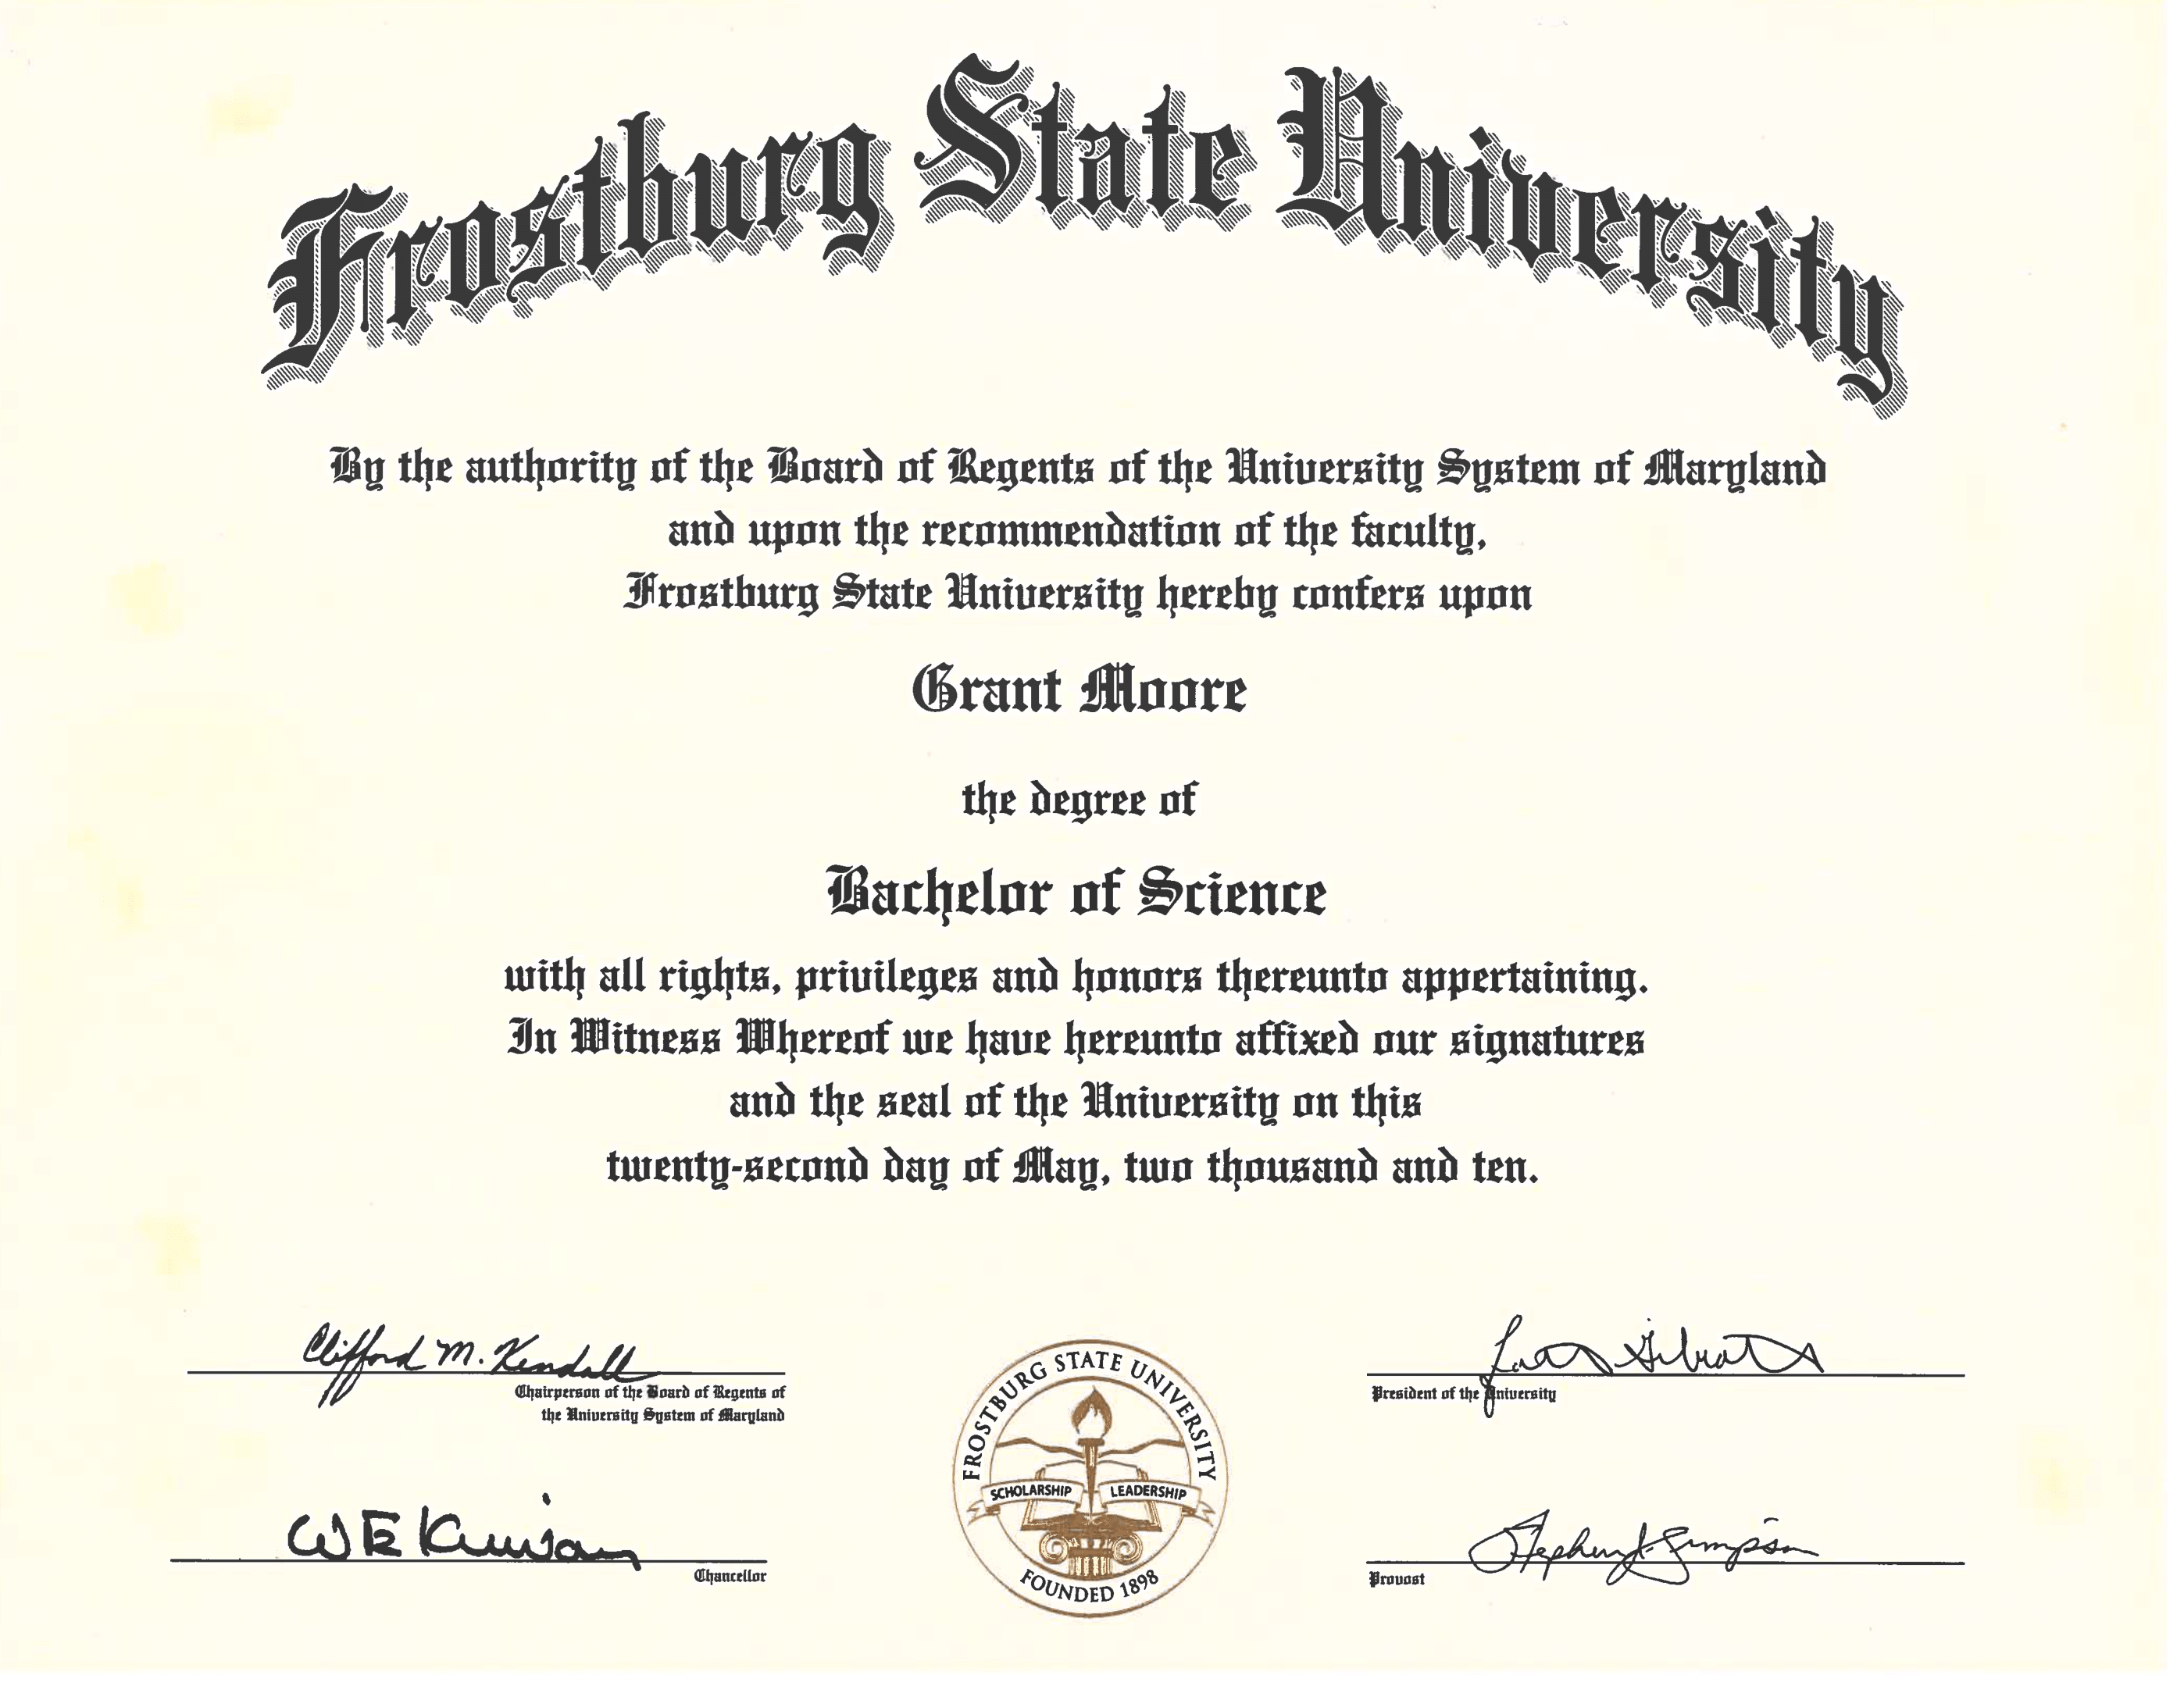 Frostburg State University
By the authority of the Board of Regents of the University System of Maryland
and upon the recommendation of the faculty,
Frostburg State University hereby confers upon
Grant Moore
the degree of
Bachelor of Science
with all rights, privileges and honors thereunto appertaining.
In Witness Whereof we have hereunto affixed our signatures
and the seal of the University on this
twenty-second day of May, two thousand and ten.
Clifford M. Kendall
Chairperson of the Board of Regents of
the University System of Maryland
President of the University
FROSTBURG STATE UNIVERSITY
SCHOLARSHIP LEADERSHIP
FOUNDED 1898
W E Kirwan
Chancellor
Stephen J. Simpson
Provost